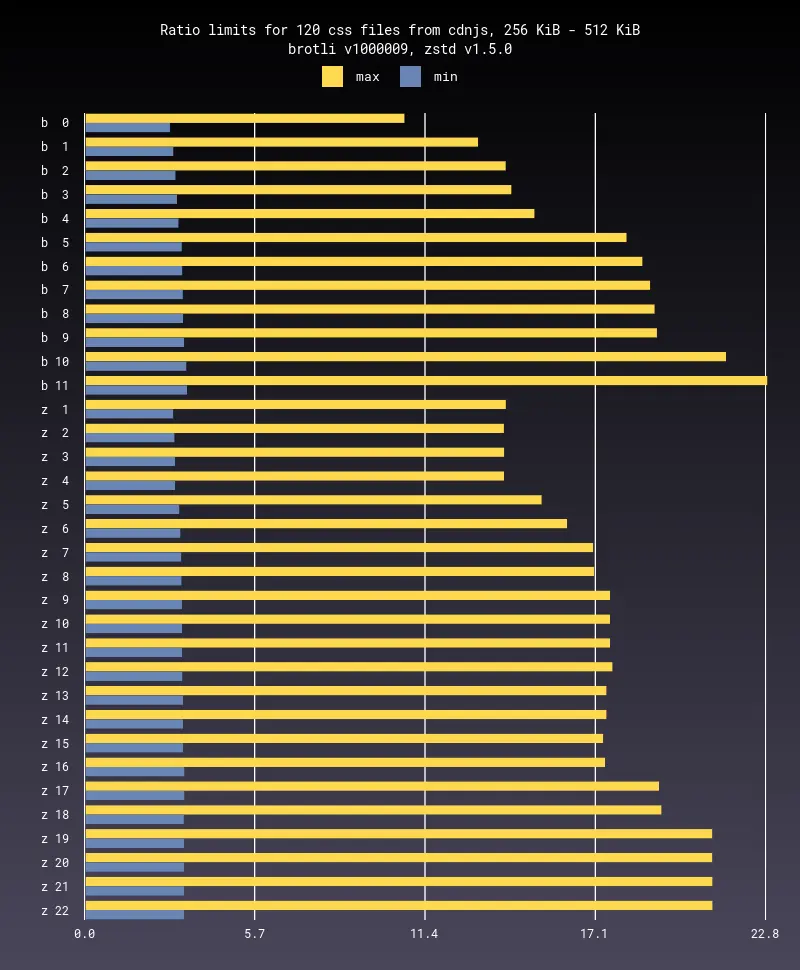 Ratio limits for 120 css files from cdnjs, 256 KiB - 512 KiB
brotli v1000009, zstd v1.5.0
max min
b 0
b 1
b 2
b 3
b 4
b 5
b 6
b 7
b 8
b 9
b 10
b 11
z 1
z 2
z 3
z 4
z 5
z 6
z 7
z 8
z 9
z 10
z 11
z 12
z 13
z 14
z 15
z 16
z 17
z 18
z 19
z 20
z 21
z 22
0.0 5.7 11.4 17.1 22.8